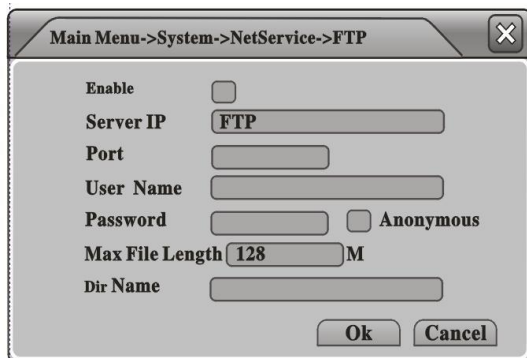 Main Menu->System->NetService->FTP
Enable
Server IP FTP
Port
User Name
Password Anonymous
Max File Length 128 M
Dir Name
Ok Cancel